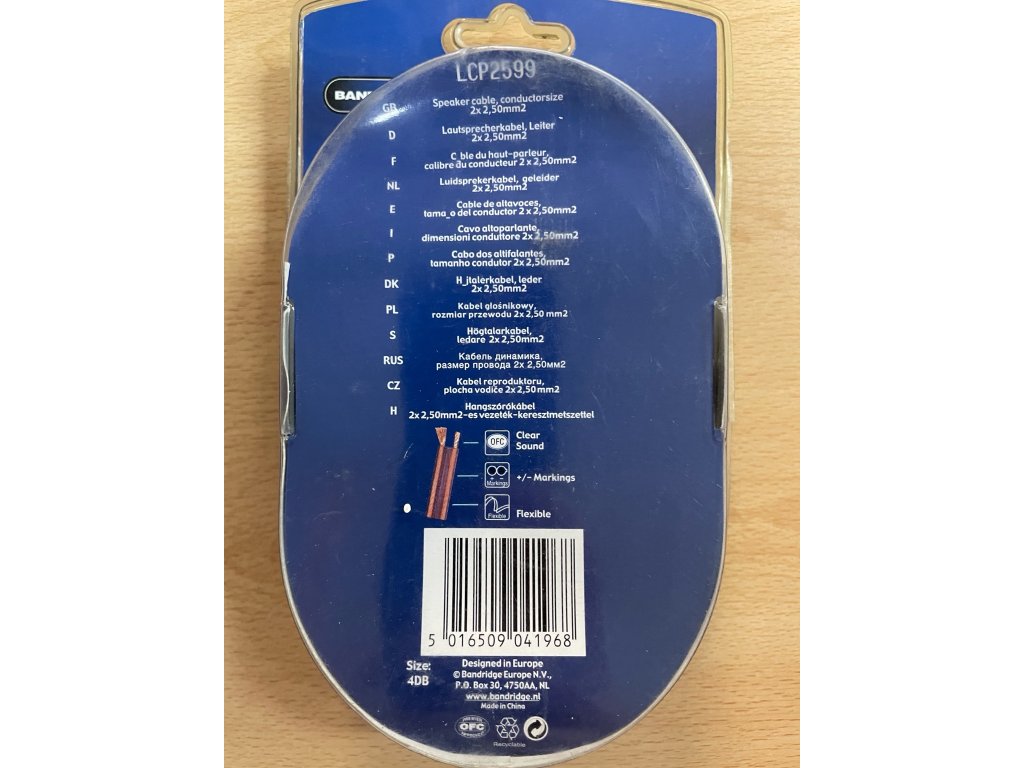 LCP2599
BAN
GR Speaker cable, conductorsize
2x 2,50mm2
D Lautsprecherkabel, Leiter
2x 2,50mm2
F C_ble du haut-parleur,
calibre du conducteur 2 x 2,50mm2
NL Luidsprekerkabel, geleider
2x 2,50mm2
E Cable de altavoces,
tama_o del conductor 2 x 2,50mm2
I Cavo altoparlante,
dimensioni conduttore 2x 2,50mm2
P Cabo dos altifalantes,
tamanho condutor 2x 2,50mm2
DK H_jtalerkabel, leder
2x 2,50mm2
PL Kabel głośnikowy,
rozmiar przewodu 2x 2,50 mm2
S Högtalarkabel,
ledare 2x 2,50mm2
RUS Кабель динамика,
размер провода 2x 2,50мм2
CZ Kabel reproduktoru,
plocha vodiče 2x 2,50mm2
H Hangszórókábel
2x 2,50mm2-es vezeték-keresztmetszettel
OFC Clear
Sound
Markings +/- Markings
Flexible Flexible
5 016509 041968
Size:
4DB
Designed in Europe
© Bandridge Europe N.V.,
P.O. Box 30, 4750AA, NL
www.bandridge.nl
Made in China
OFC
Recyclable